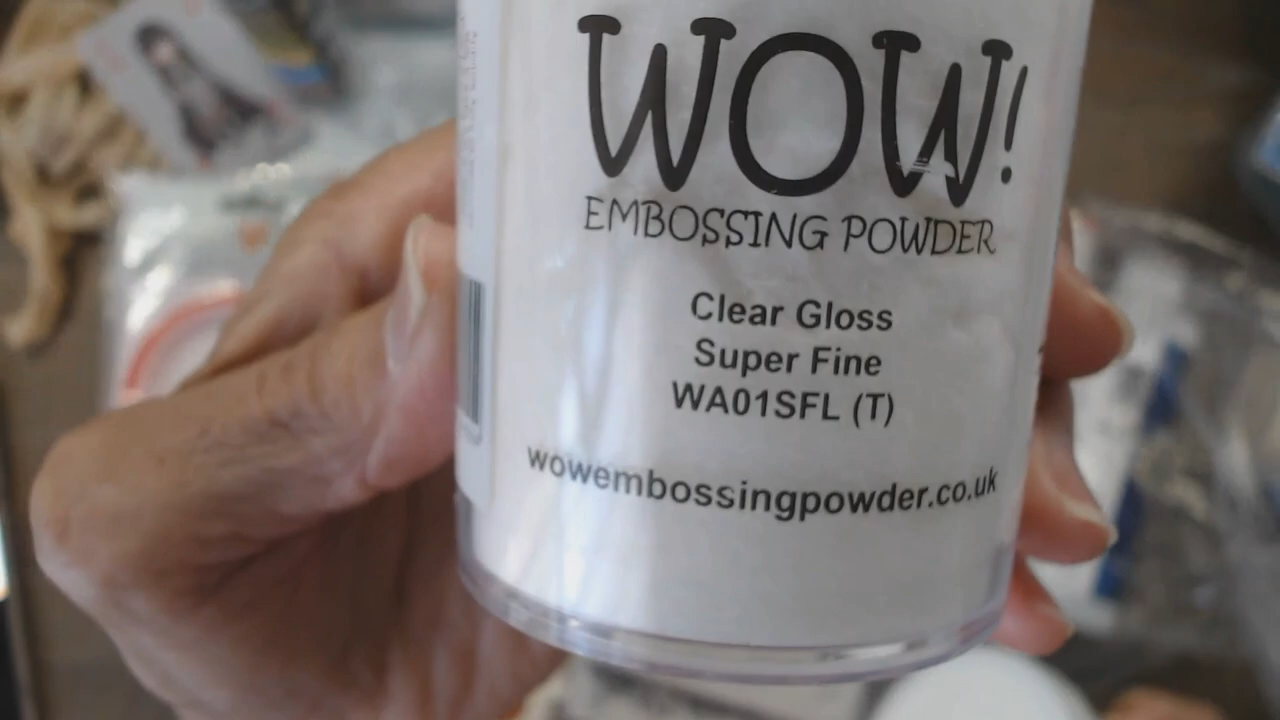 WOW!
EMBOSSING POWDER
Clear Gloss
Super Fine
WA01SFL (T)
wowembossingpowder.co.uk